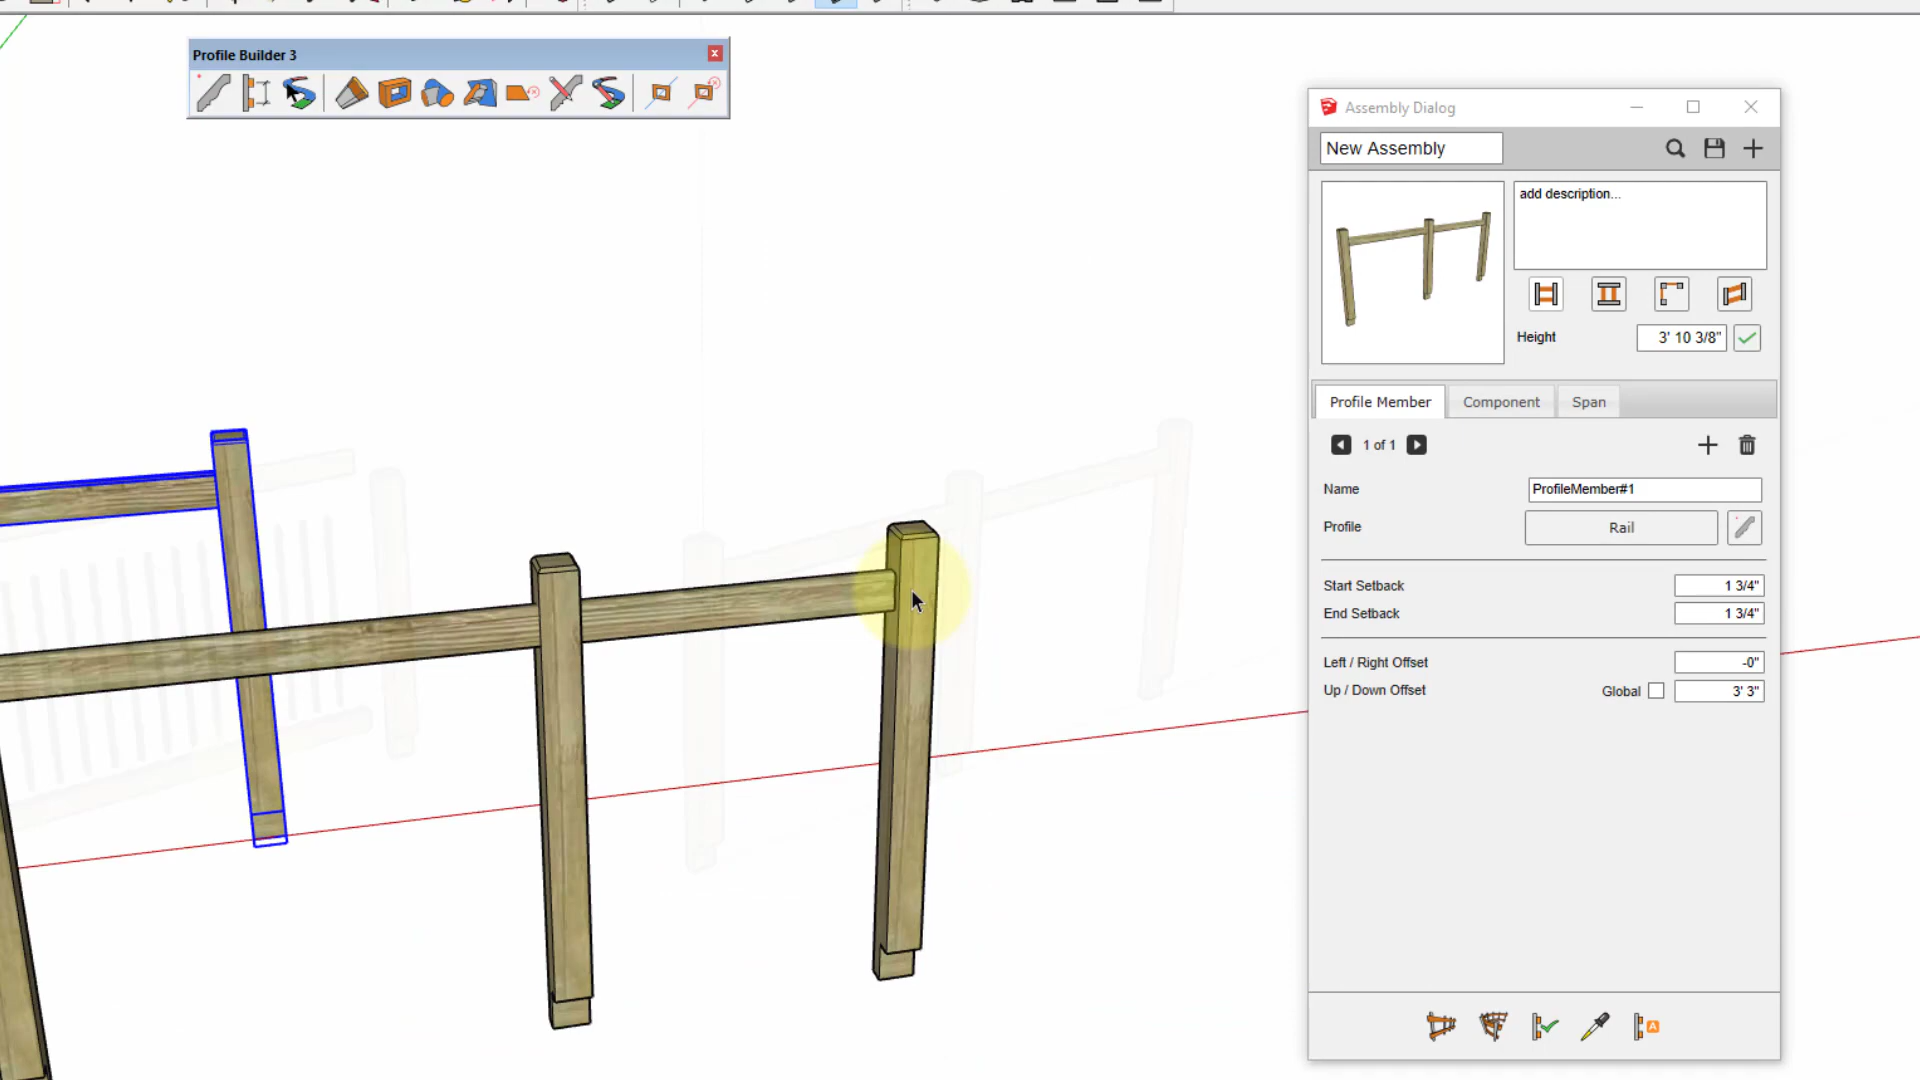 Profile Builder 3
Assembly Dialog
New Assembly
add description...
Height 3' 10 3/8"
Profile Member Component Span
1 of 1
Name ProfileMember#1
Profile Rail
Start Setback 1 3/4"
End Setback 1 3/4"
Left / Right Offset -0"
Up / Down Offset Global 3' 3"
A